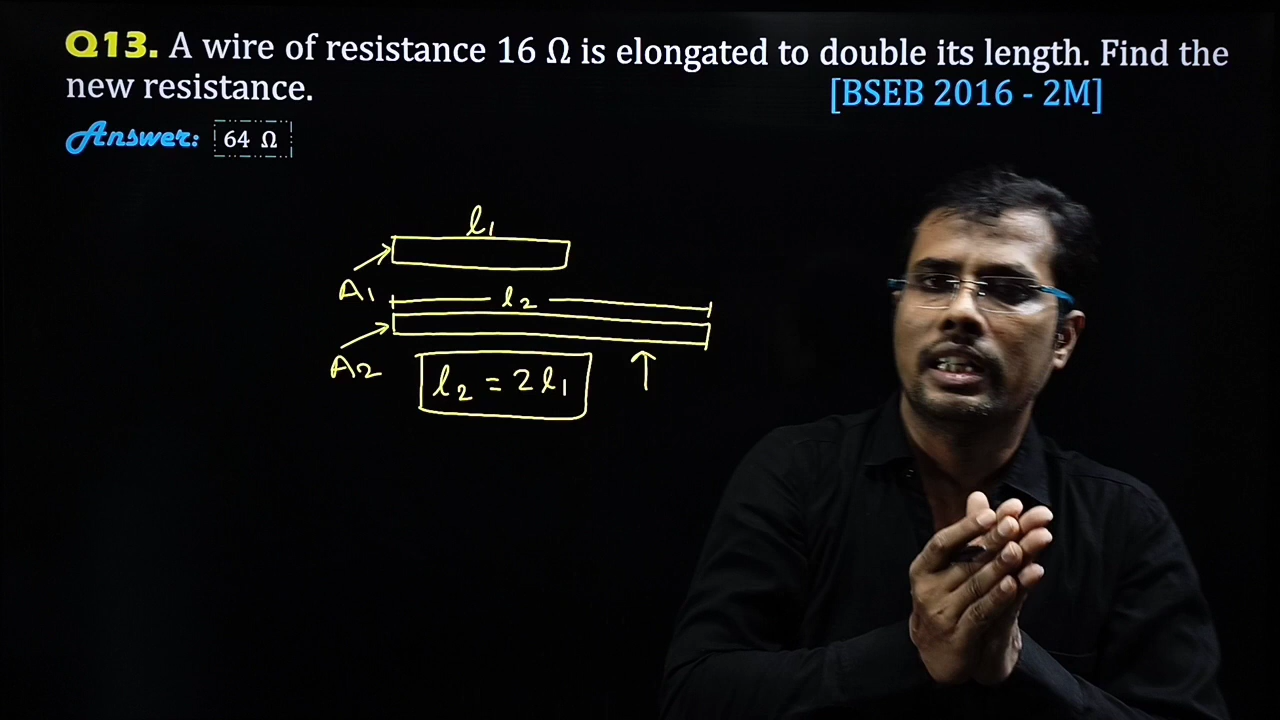 Q13. A wire of resistance 16 Ω is elongated to double its length. Find the
new resistance. [BSEB 2016 - 2M]
Answer: 64 Ω
l₁
A₁
l₂
A₂
l₂ = 2l₁